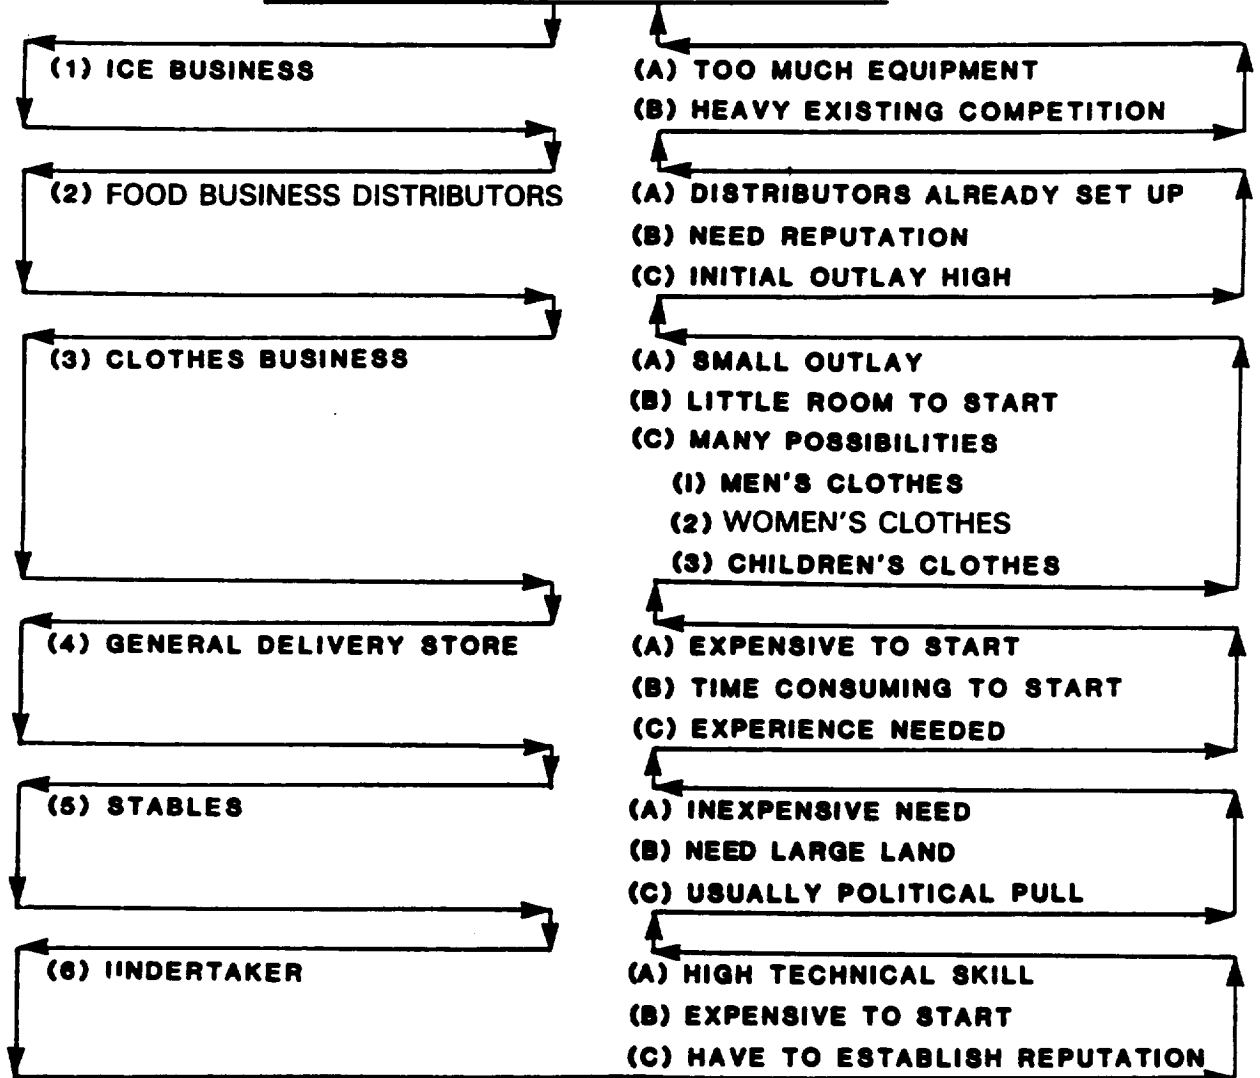 (1) ICE BUSINESS
(A) TOO MUCH EQUIPMENT
(B) HEAVY EXISTING COMPETITION
(2) FOOD BUSINESS DISTRIBUTORS
(A) DISTRIBUTORS ALREADY SET UP
(B) NEED REPUTATION
(C) INITIAL OUTLAY HIGH
(3) CLOTHES BUSINESS
(A) SMALL OUTLAY
(B) LITTLE ROOM TO START
(C) MANY POSSIBILITIES
(1) MEN'S CLOTHES
(2) WOMEN'S CLOTHES
(3) CHILDREN'S CLOTHES
(4) GENERAL DELIVERY STORE
(A) EXPENSIVE TO START
(B) TIME CONSUMING TO START
(C) EXPERIENCE NEEDED
(5) STABLES
(A) INEXPENSIVE NEED
(B) NEED LARGE LAND
(C) USUALLY POLITICAL PULL
(6) UNDERTAKER
(A) HIGH TECHNICAL SKILL
(B) EXPENSIVE TO START
(C) HAVE TO ESTABLISH REPUTATION